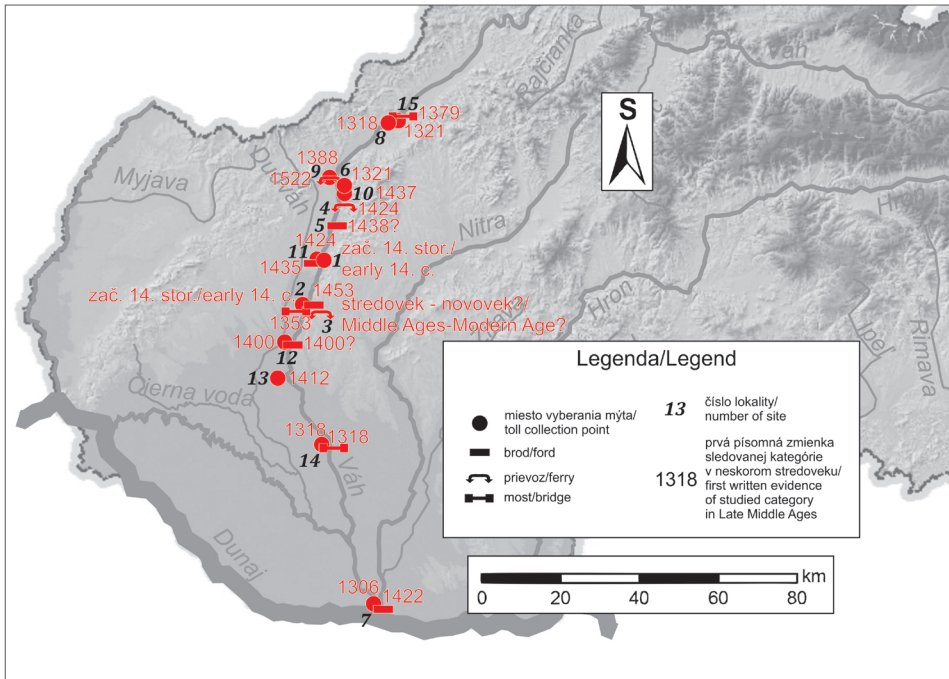 Váh
Rajčianka
S
15
1379
1318
1321
8
Dud váh
1388
9
6
1321
1522
10
1437
Myjava
4
1424
5
1438?
Nitra
Hron
1424
11
zač. 14. stor./
1
early 14. c.
1435
2
1453
zač. 14. stor./early 14. c.
stredovek - novovek?/
3
Middle Ages-Modern Age?
1353
Ipeľ
Rimava
1400
1400?
12
13
1412
Čierna voda
1318
1318
14
Váh
Dunaj
1306
1422
7
Legenda/Legend
miesto vyberania mýta/
toll collection point
brod/ford
prievoz/ferry
most/bridge
13
číslo lokality/
number of site
1318
prvá písomná zmienka
sledovanej kategórie
v neskorom stredoveku/
first written evidence
of studied category
in Late Middle Ages
km
0 20 40 60 80